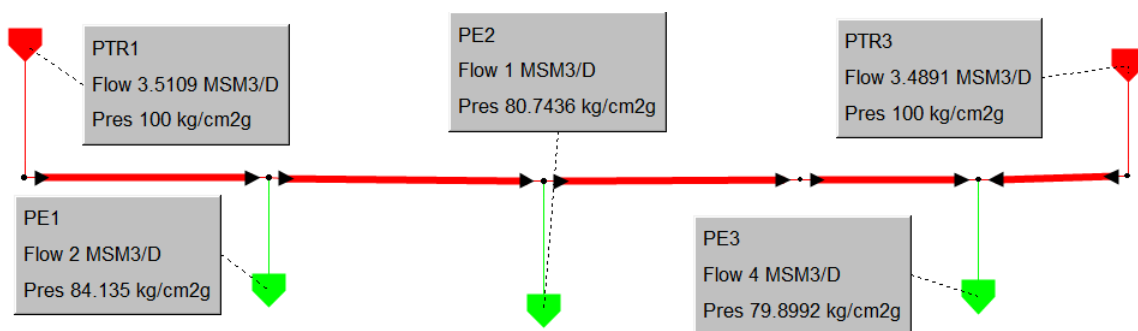 PTR1
Flow 3.5109 MSM3/D
Pres 100 kg/cm2g
PE2
Flow 1 MSM3/D
Pres 80.7436 kg/cm2g
PTR3
Flow 3.4891 MSM3/D
Pres 100 kg/cm2g
PE1
Flow 2 MSM3/D
Pres 84.135 kg/cm2g
PE3
Flow 4 MSM3/D
Pres 79.8992 kg/cm2g